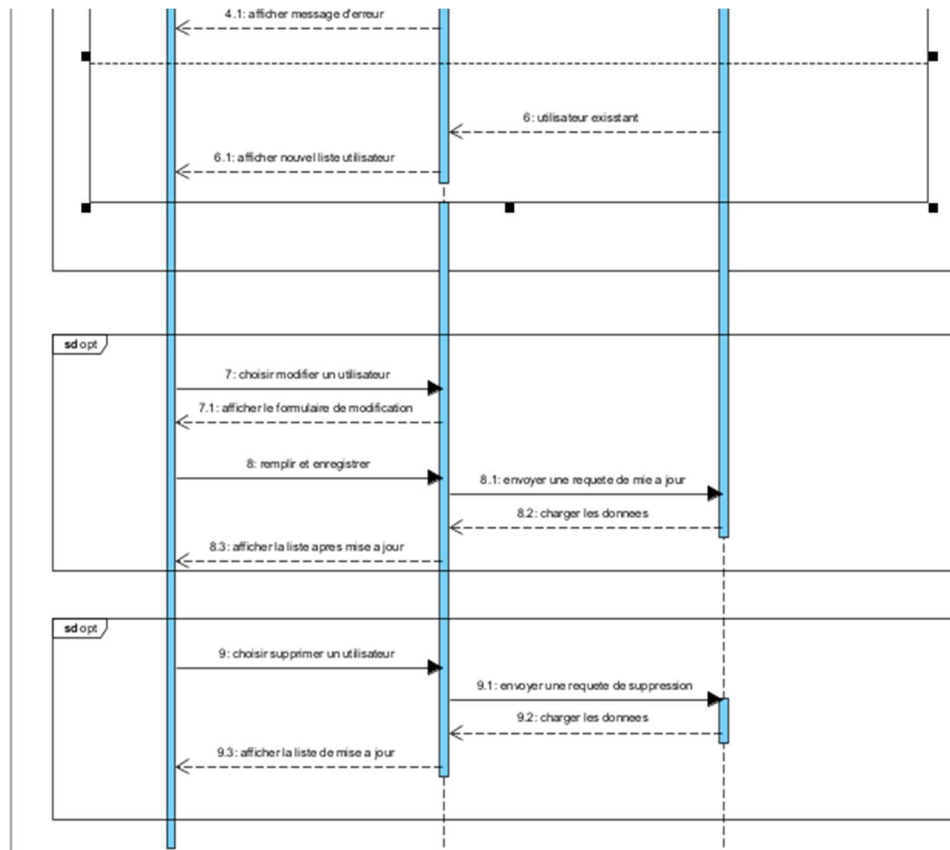 4.1: afficher message d'erreur
6: utilisateur exisstant
6.1: afficher nouvel liste utilisateur
sd opt
7: choisir modifier un utilisateur
7.1: afficher le formulaire de modification
8: remplir et enregistrer
8.1: envoyer une requete de mie a jour
8.2: charger les donnees
8.3: afficher la liste apres mise a jour
sd opt
9: choisir supprimer un utilisateur
9.1: envoyer une requete de suppression
9.2: charger les donnees
9.3: afficher la liste de mise a jour